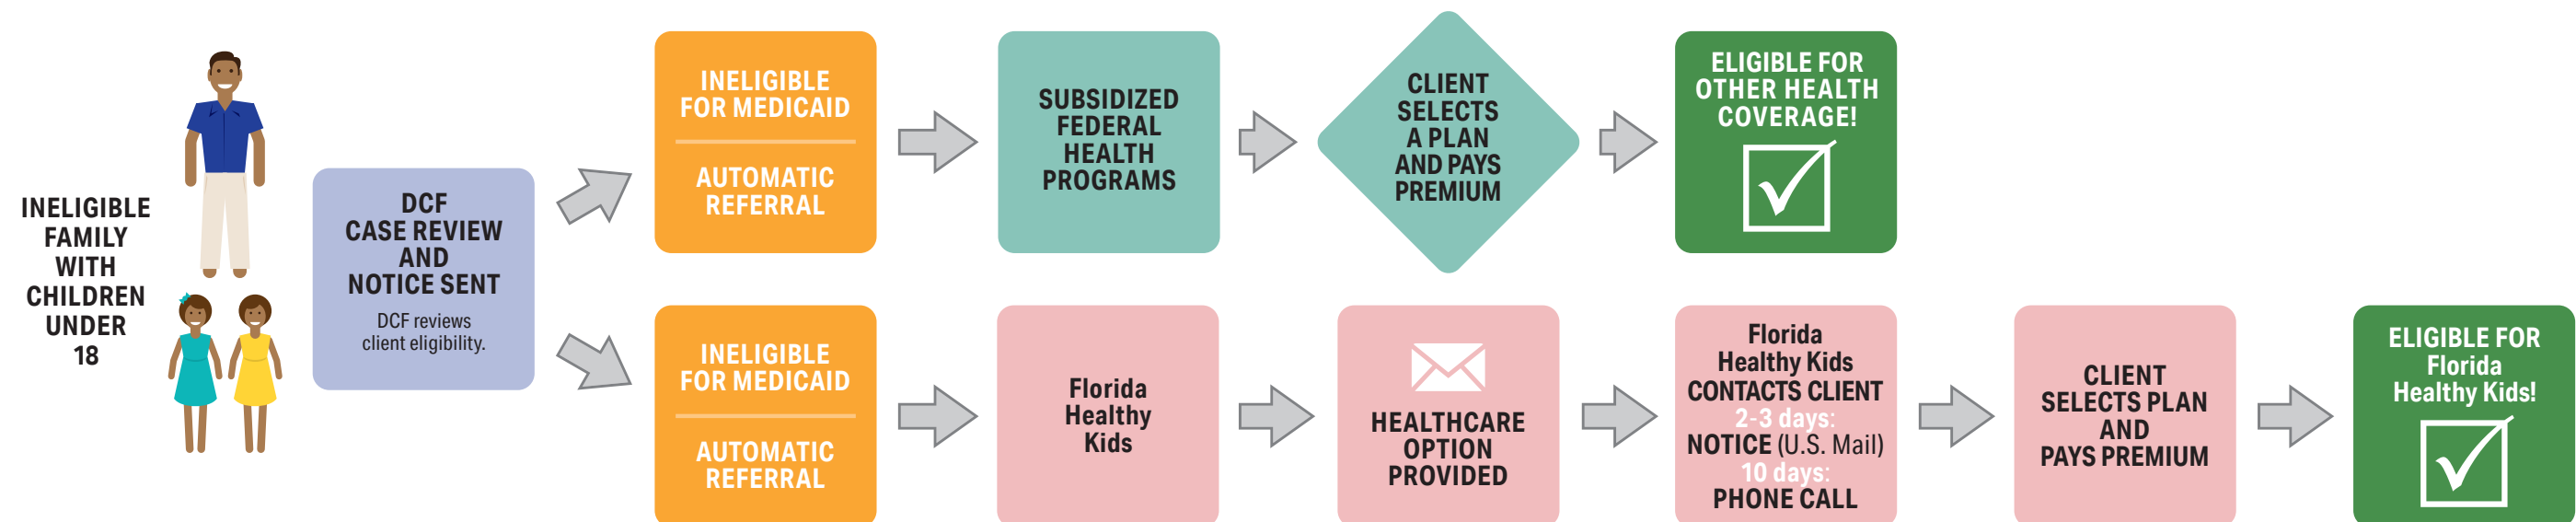 INELIGIBLE
FAMILY
WITH
CHILDREN
UNDER
18
DCF
CASE REVIEW
AND
NOTICE SENT
DCF reviews
client eligibility.
INELIGIBLE
FOR MEDICAID
AUTOMATIC
REFERRAL
SUBSIDIZED
FEDERAL
HEALTH
PROGRAMS
CLIENT
SELECTS
A PLAN
AND PAYS
PREMIUM
ELIGIBLE FOR
OTHER HEALTH
COVERAGE!
INELIGIBLE
FOR MEDICAID
AUTOMATIC
REFERRAL
Florida
Healthy
Kids
HEALTHCARE
OPTION
PROVIDED
Florida
Healthy Kids
CONTACTS CLIENT
2-3 days:
NOTICE (U.S. Mail)
10 days:
PHONE CALL
CLIENT
SELECTS PLAN
AND
PAYS PREMIUM
ELIGIBLE FOR
Florida
Healthy Kids!